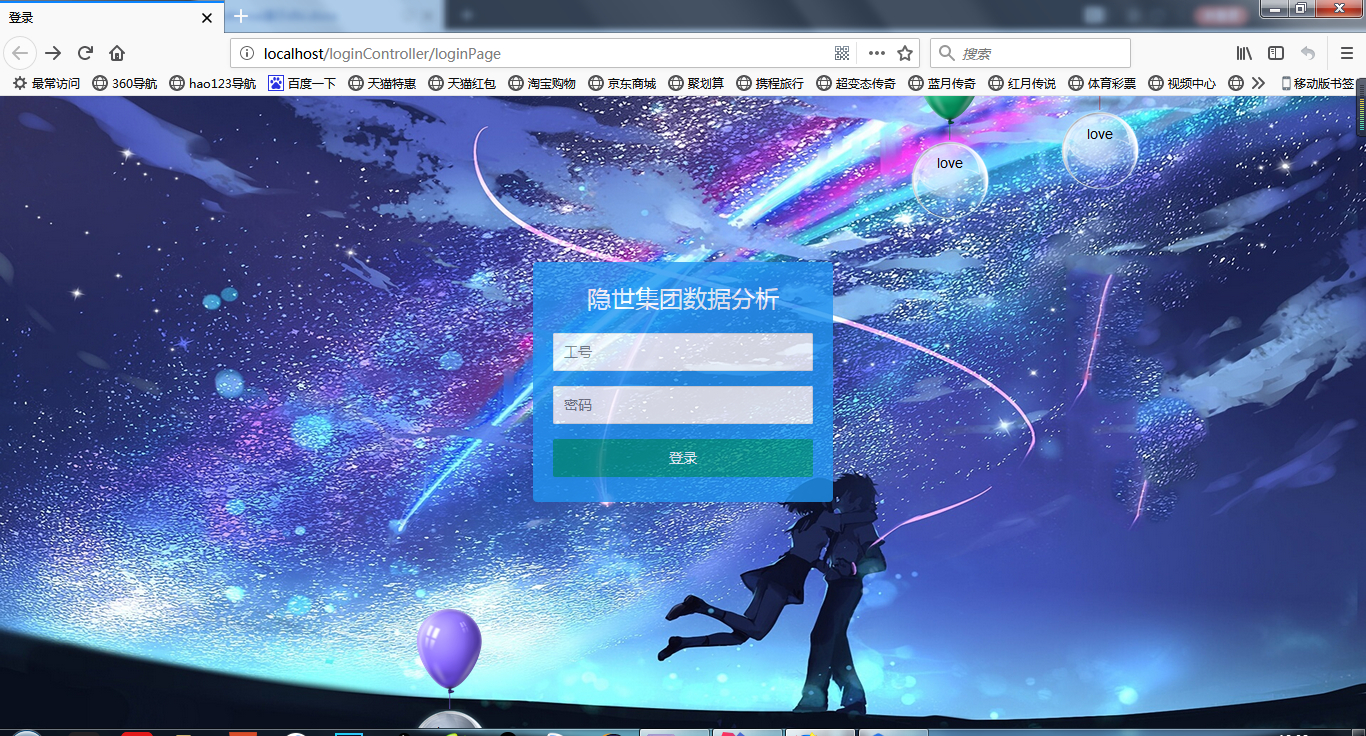 登录
localhost/loginController/loginPage
搜索
最常访问 360导航 hao123导航 百度一下 天猫特惠 天猫红包 淘宝购物 京东商城 聚划算 携程旅行 超变态传奇 蓝月传奇 红月传说 体育彩票 视频中心 移动版书签
love
love
隐世集团数据分析
工号
密码
登录